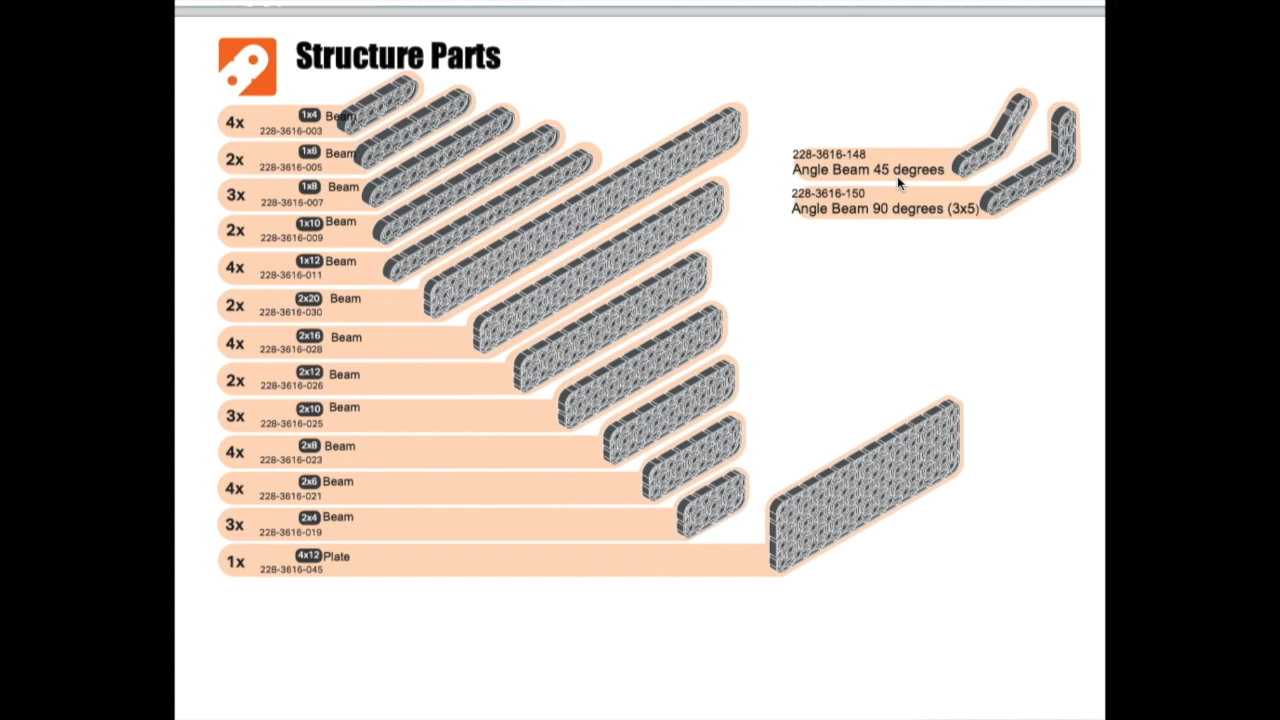 Structure Parts
4x 1x4 Beam
228-3616-003
2x 1x6 Beam
228-3616-005
3x 1x8 Beam
228-3616-007
2x 1x10 Beam
228-3616-009
4x 1x12 Beam
228-3616-011
2x 2x20 Beam
228-3616-030
4x 2x16 Beam
228-3616-028
2x 2x12 Beam
228-3616-026
3x 2x10 Beam
228-3616-025
4x 2x8 Beam
228-3616-023
4x 2x6 Beam
228-3616-021
3x 2x4 Beam
228-3616-019
1x 4x12 Plate
228-3616-045
228-3616-148
Angle Beam 45 degrees
228-3616-150
Angle Beam 90 degrees (3x5)